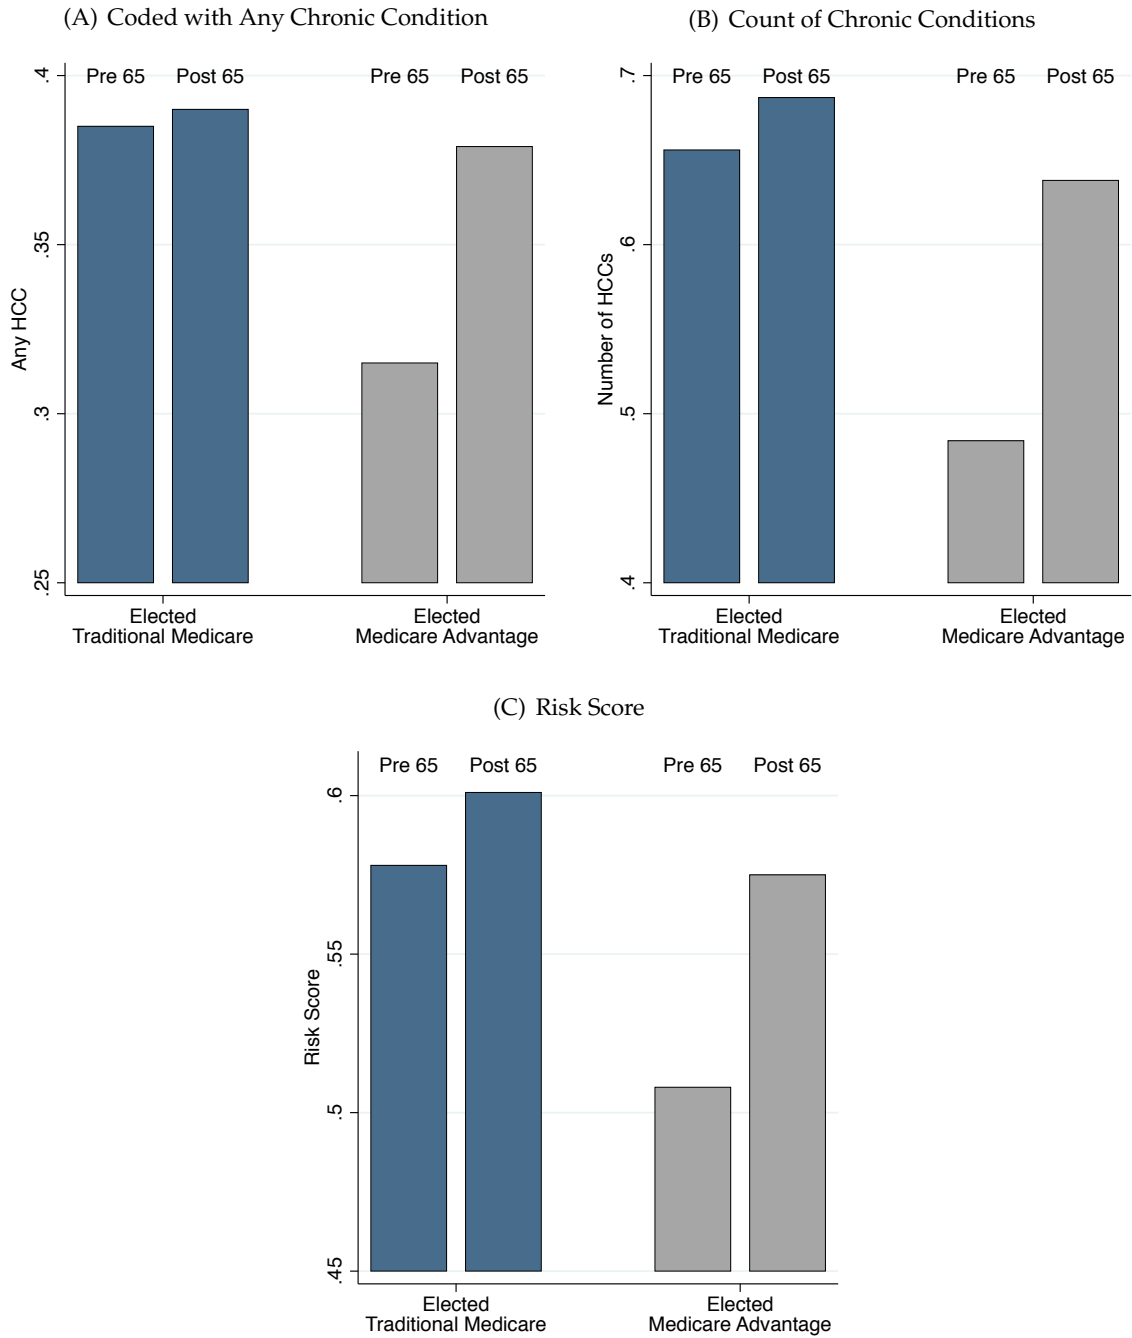 (A) Coded with Any Chronic Condition
Pre 65 Post 65 Pre 65 Post 65
.4
.35
.3
.25
Any HCC
Elected
Traditional Medicare
Elected
Medicare Advantage
(B) Count of Chronic Conditions
Pre 65 Post 65 Pre 65 Post 65
.7
.6
.5
.4
Number of HCCs
Elected
Traditional Medicare
Elected
Medicare Advantage
(C) Risk Score
Pre 65 Post 65 Pre 65 Post 65
.6
.55
.5
.45
Risk Score
Elected
Traditional Medicare
Elected
Medicare Advantage